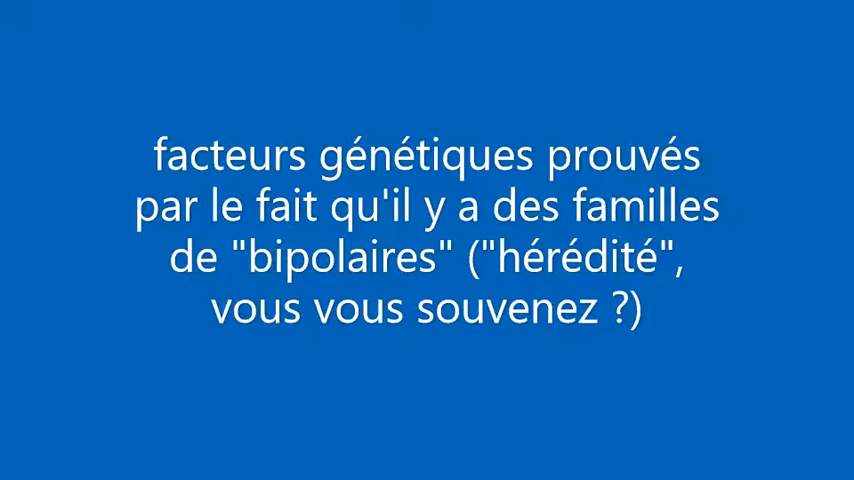 facteurs génétiques prouvés
par le fait qu'il y a des familles
de "bipolaires" ("hérédité",
vous vous souvenez ?)